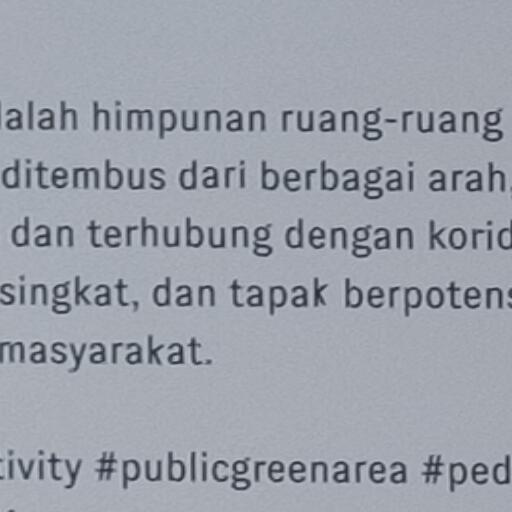 dalah himpunan ruang-ruang
ditembus dari berbagai arah,
dan terhubung dengan korid
singkat, dan tapak berpotens
masyarakat.
tivity #publicgreenarea #ped